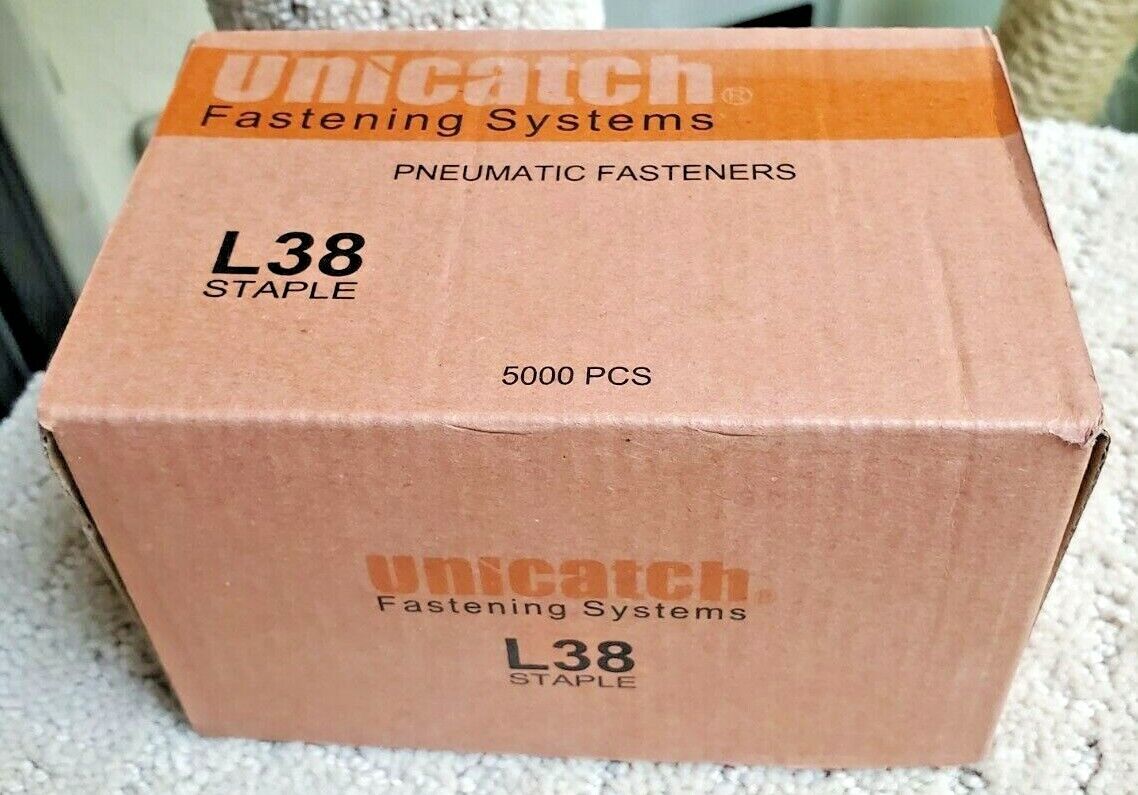 unicatch®
Fastening Systems
PNEUMATIC FASTENERS
L38
STAPLE
5000 PCS
unicatch®
Fastening Systems
L38
STAPLE